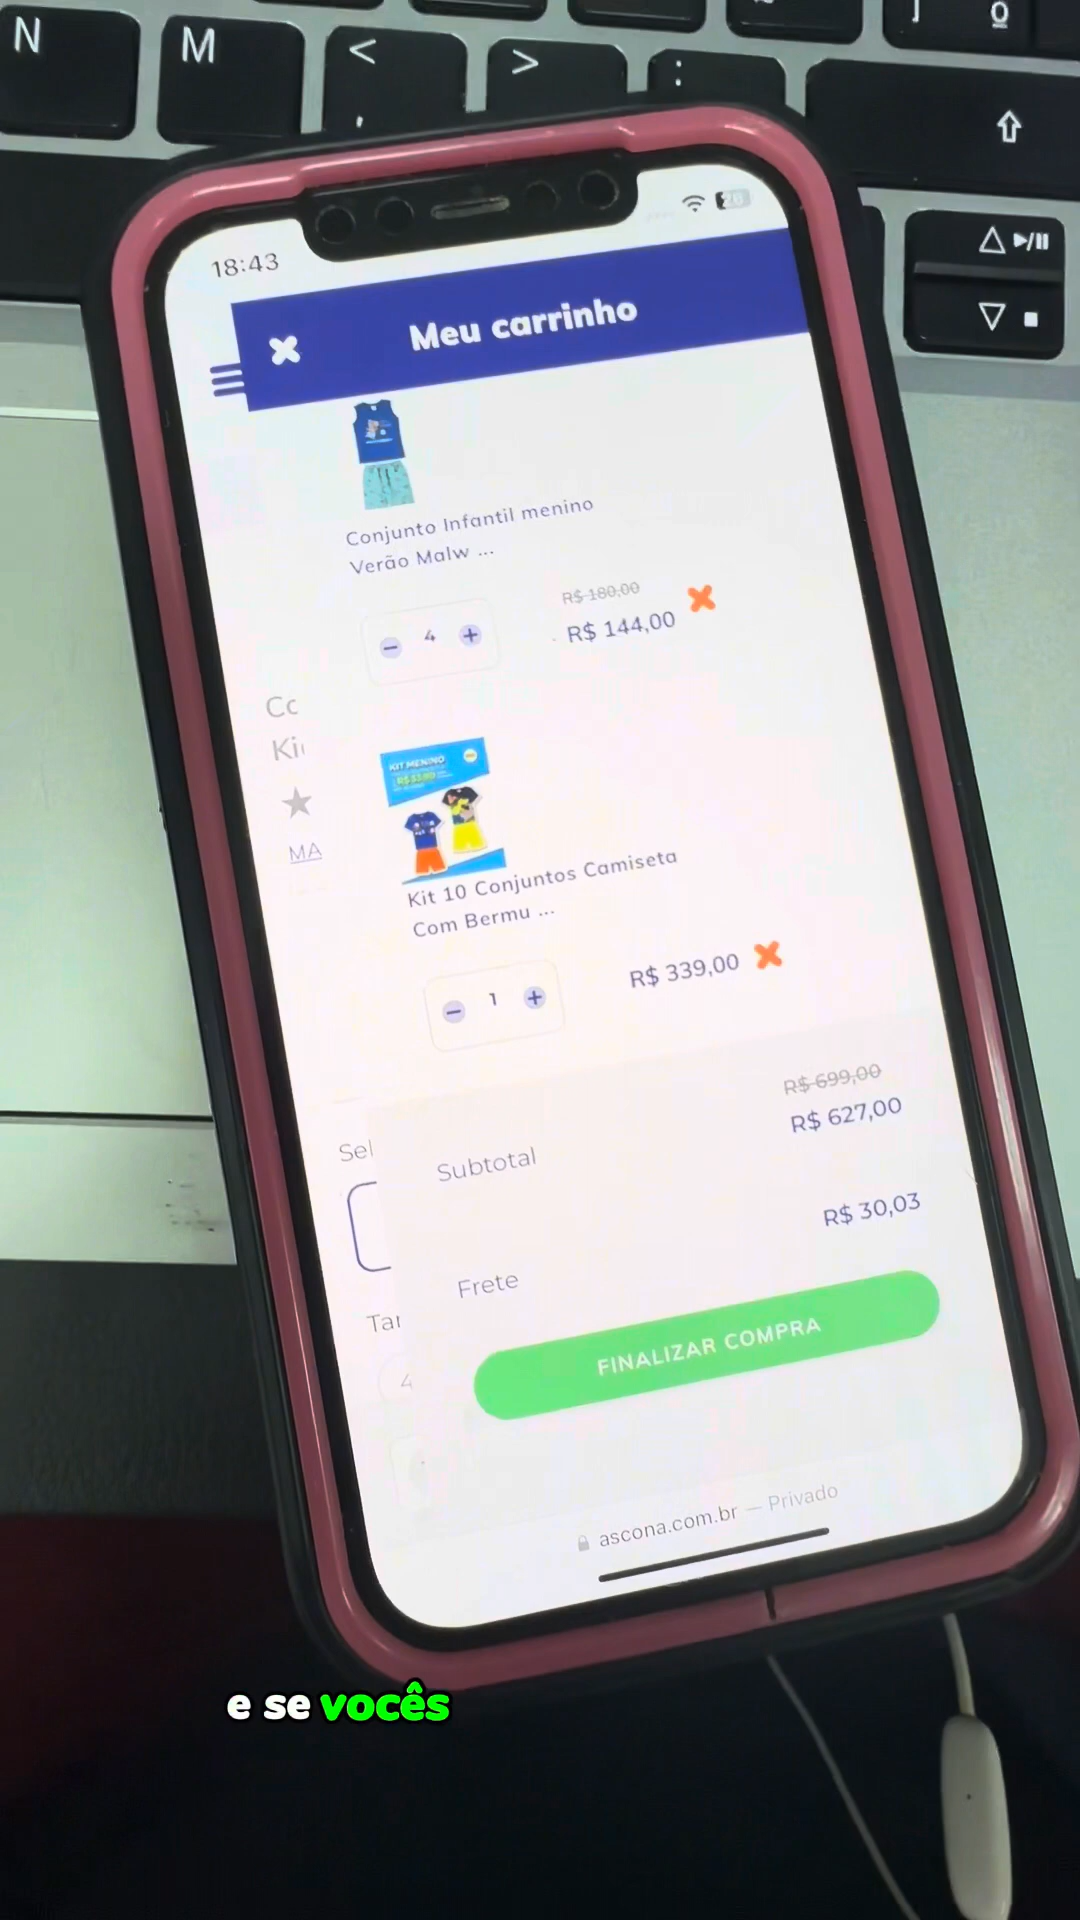 N
M
<
,
>
:
]
º
18:43
26
Meu carrinho
Conjunto Infantil menino
Verão Malw ...
R$ 180,00
4
R$ 144,00
Cc
Ki
MA
KIT MENINO
Kit 10 Conjuntos Camiseta
Com Bermu ...
1
R$ 339,00
R$ 699,00
R$ 627,00
Sel
Subtotal
R$ 30,03
Frete
Tar
FINALIZAR COMPRA
4
ascona.com.br — Privado
e se vocês